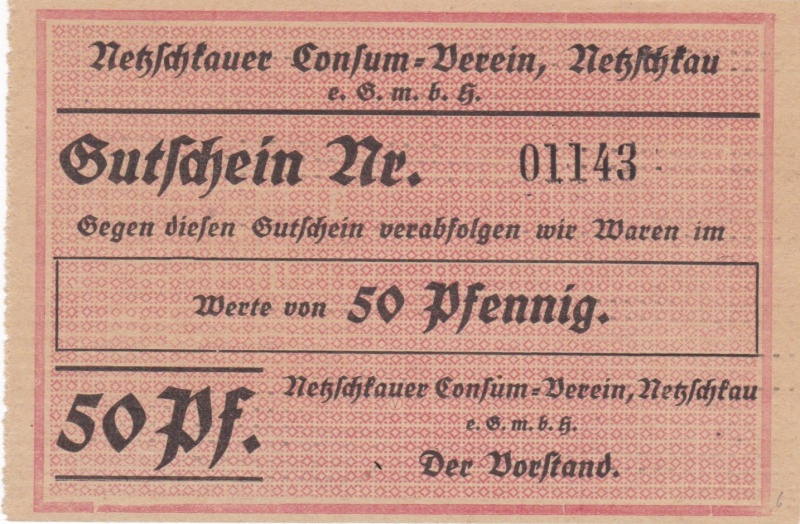 Netzschkauer Consum-Verein, Netzschkau
e. G. m. b. H.
Gutschein Nr. 01143
Gegen diesen Gutschein verabfolgen wir Waren im
Werte von 50 Pfennig.
50 Pf.
Netzschkauer Consum-Verein, Netzschkau
e. G. m. b. H.
Der Vorstand.
6